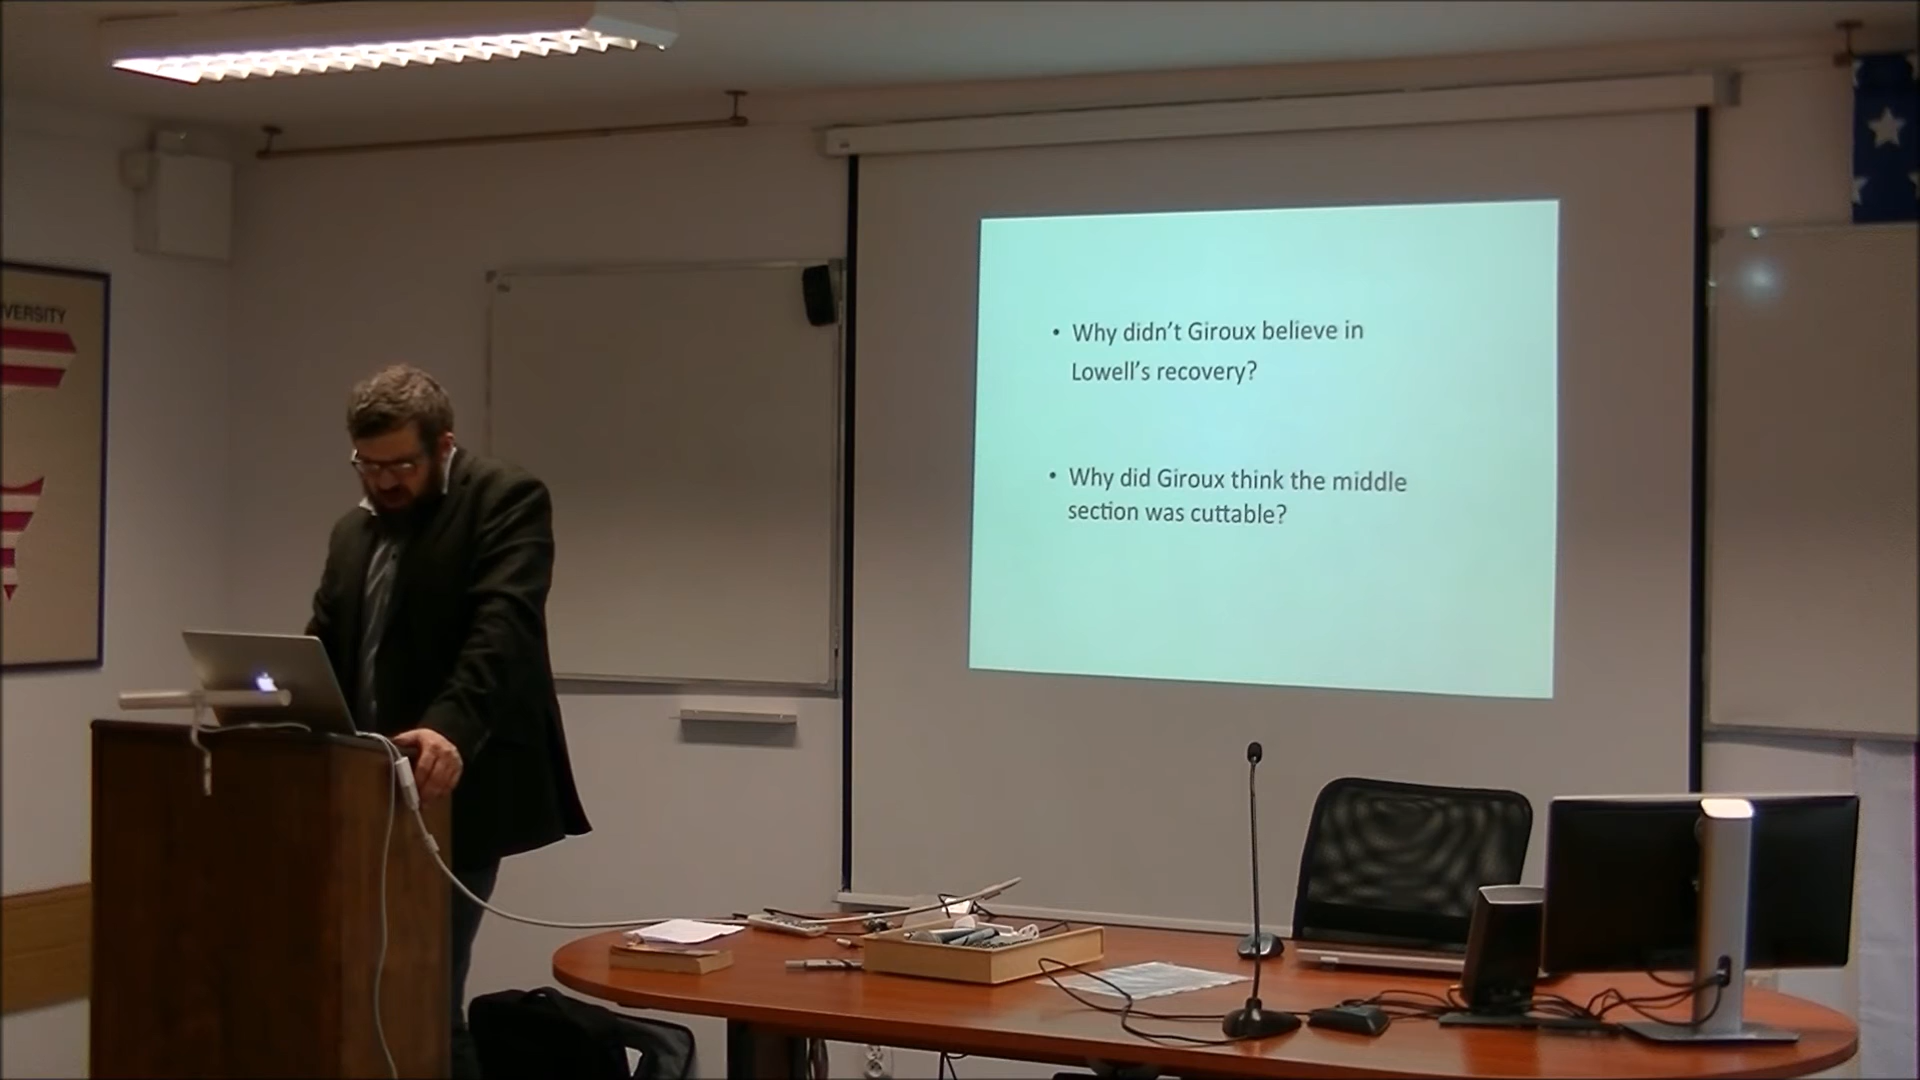 VERSITY
• Why didn't Giroux believe in
Lowell's recovery?
• Why did Giroux think the middle
section was cuttable?